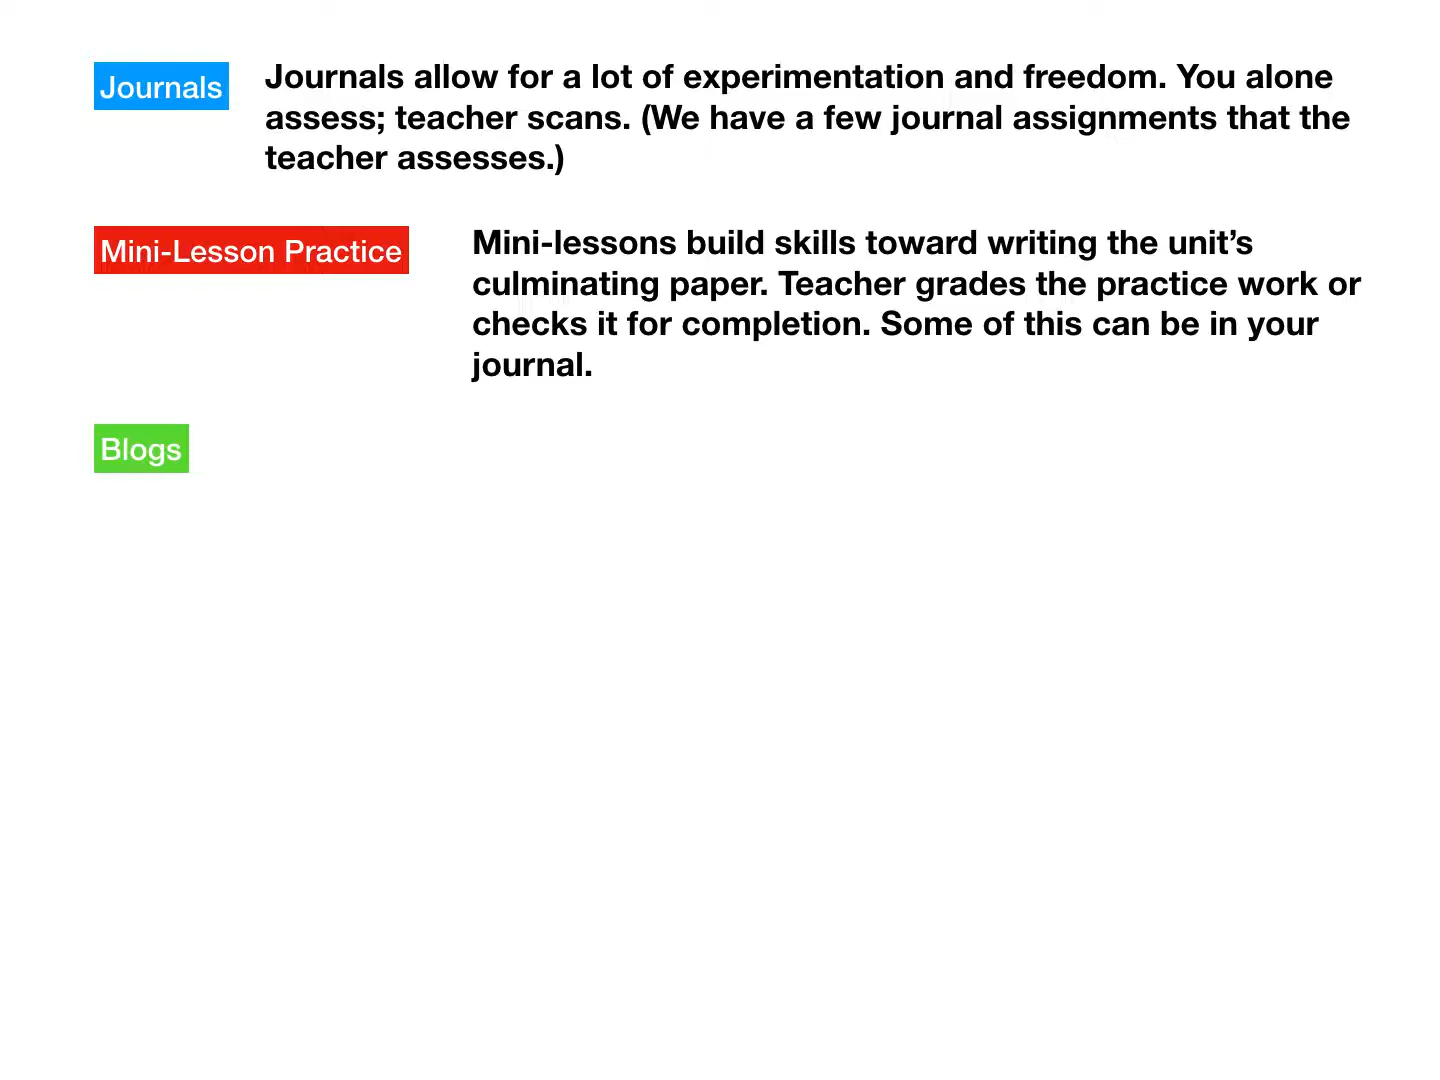 Journals
Journals allow for a lot of experimentation and freedom. You alone
assess; teacher scans. (We have a few journal assignments that the
teacher assesses.)
Mini-Lesson Practice
Mini-lessons build skills toward writing the unit’s
culminating paper. Teacher grades the practice work or
checks it for completion. Some of this can be in your
journal.
Blogs